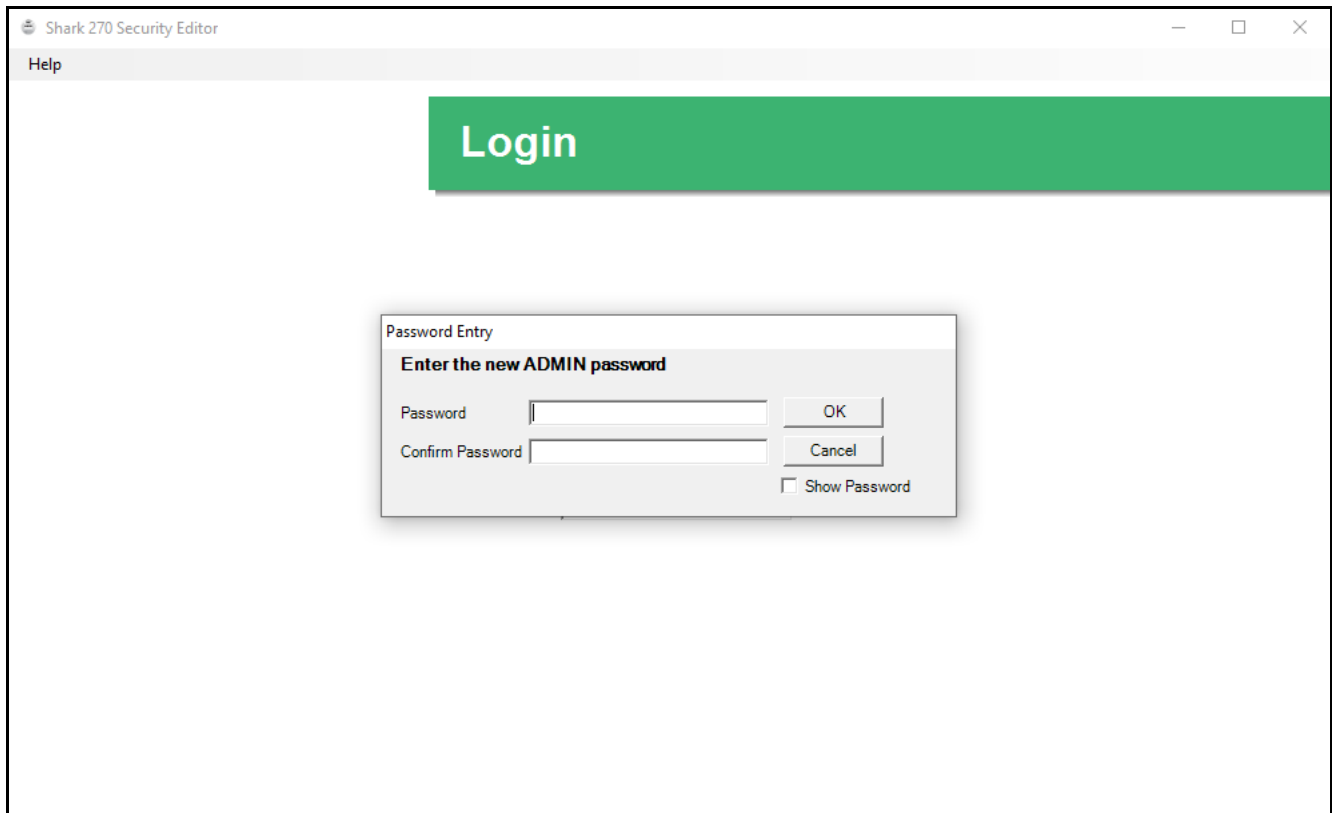 Shark 270 Security Editor
Help
Login
Password Entry
Enter the new ADMIN password
Password
OK
Confirm Password
Cancel
Show Password